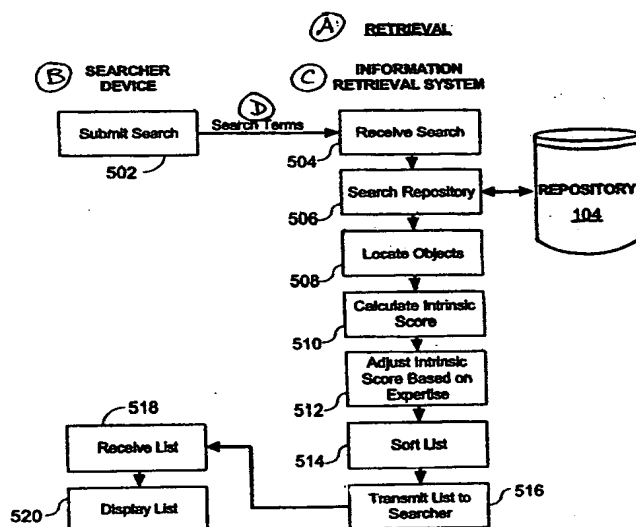 A RETRIEVAL
B SEARCHER
DEVICE
C INFORMATION
RETRIEVAL SYSTEM
D
Submit Search
502
Search Terms
Receive Search
504
Search Repository
506
REPOSITORY
104
Locate Objects
508
Calculate Intrinsic
Score
510
Adjust Intrinsic
Score Based on
Expertise
512
518
Receive List
Soft List
514
Transmit List to
Searcher
516
Display List
520